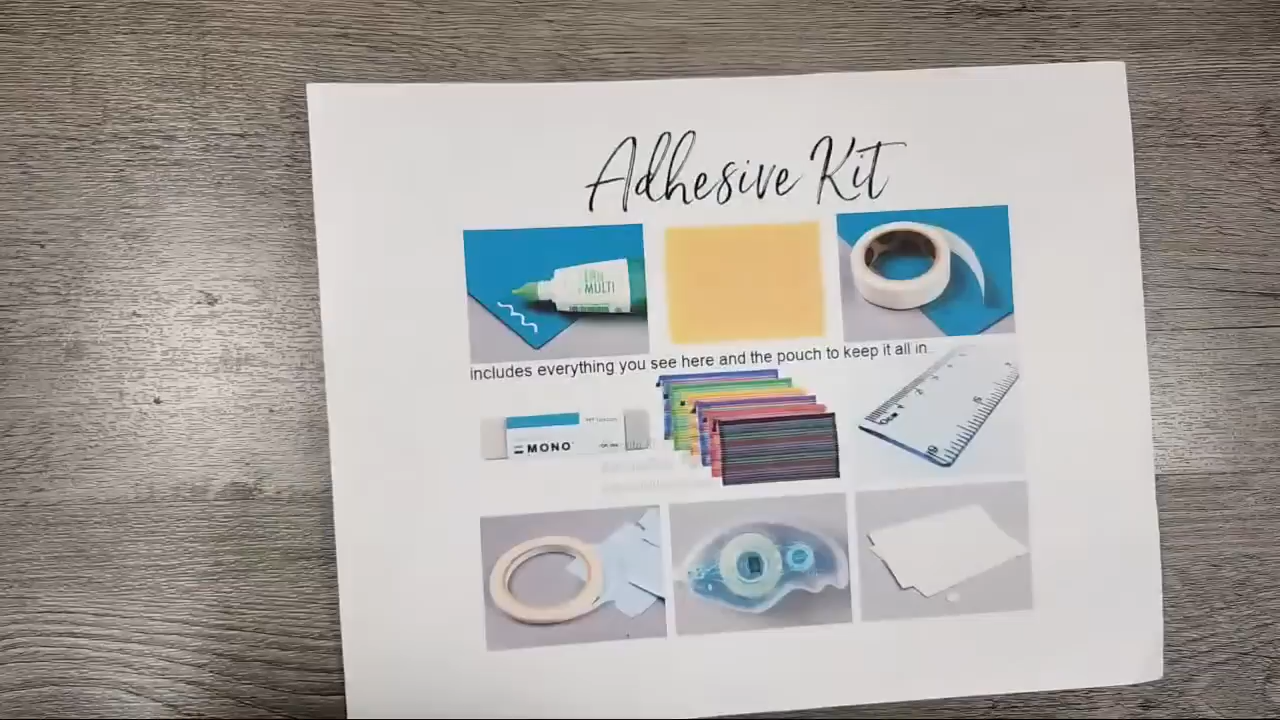 Adhesive Kit
MULTI
includes everything you see here and the pouch to keep it all in.
MONO